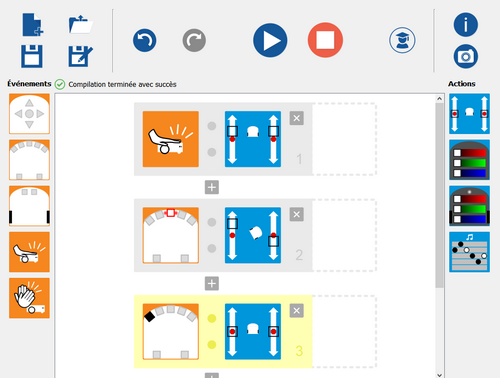 Événements
Compilation terminée avec succès
Actions
1
2
3